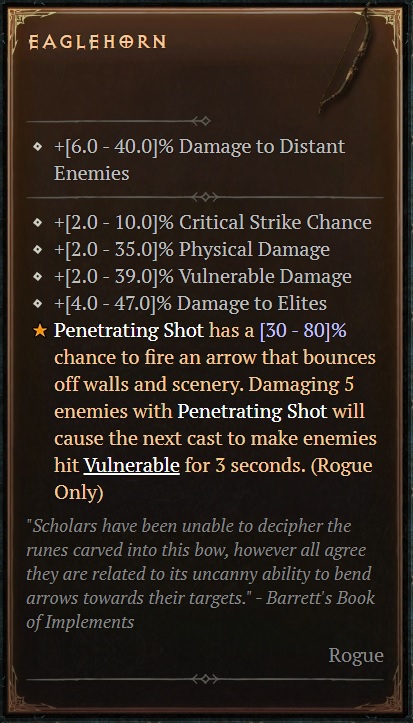 EAGLEHORN
+[6.0 - 40.0]% Damage to Distant
Enemies
+[2.0 - 10.0]% Critical Strike Chance
+[2.0 - 35.0]% Physical Damage
+[2.0 - 39.0]% Vulnerable Damage
+[4.0 - 47.0]% Damage to Elites
Penetrating Shot has a [30 - 80]%
chance to fire an arrow that bounces
off walls and scenery. Damaging 5
enemies with Penetrating Shot will
cause the next cast to make enemies
hit Vulnerable for 3 seconds. (Rogue
Only)
"Scholars have been unable to decipher the
runes carved into this bow, however all agree
they are related to its uncanny ability to bend
arrows towards their targets." - Barrett's Book
of Implements
Rogue